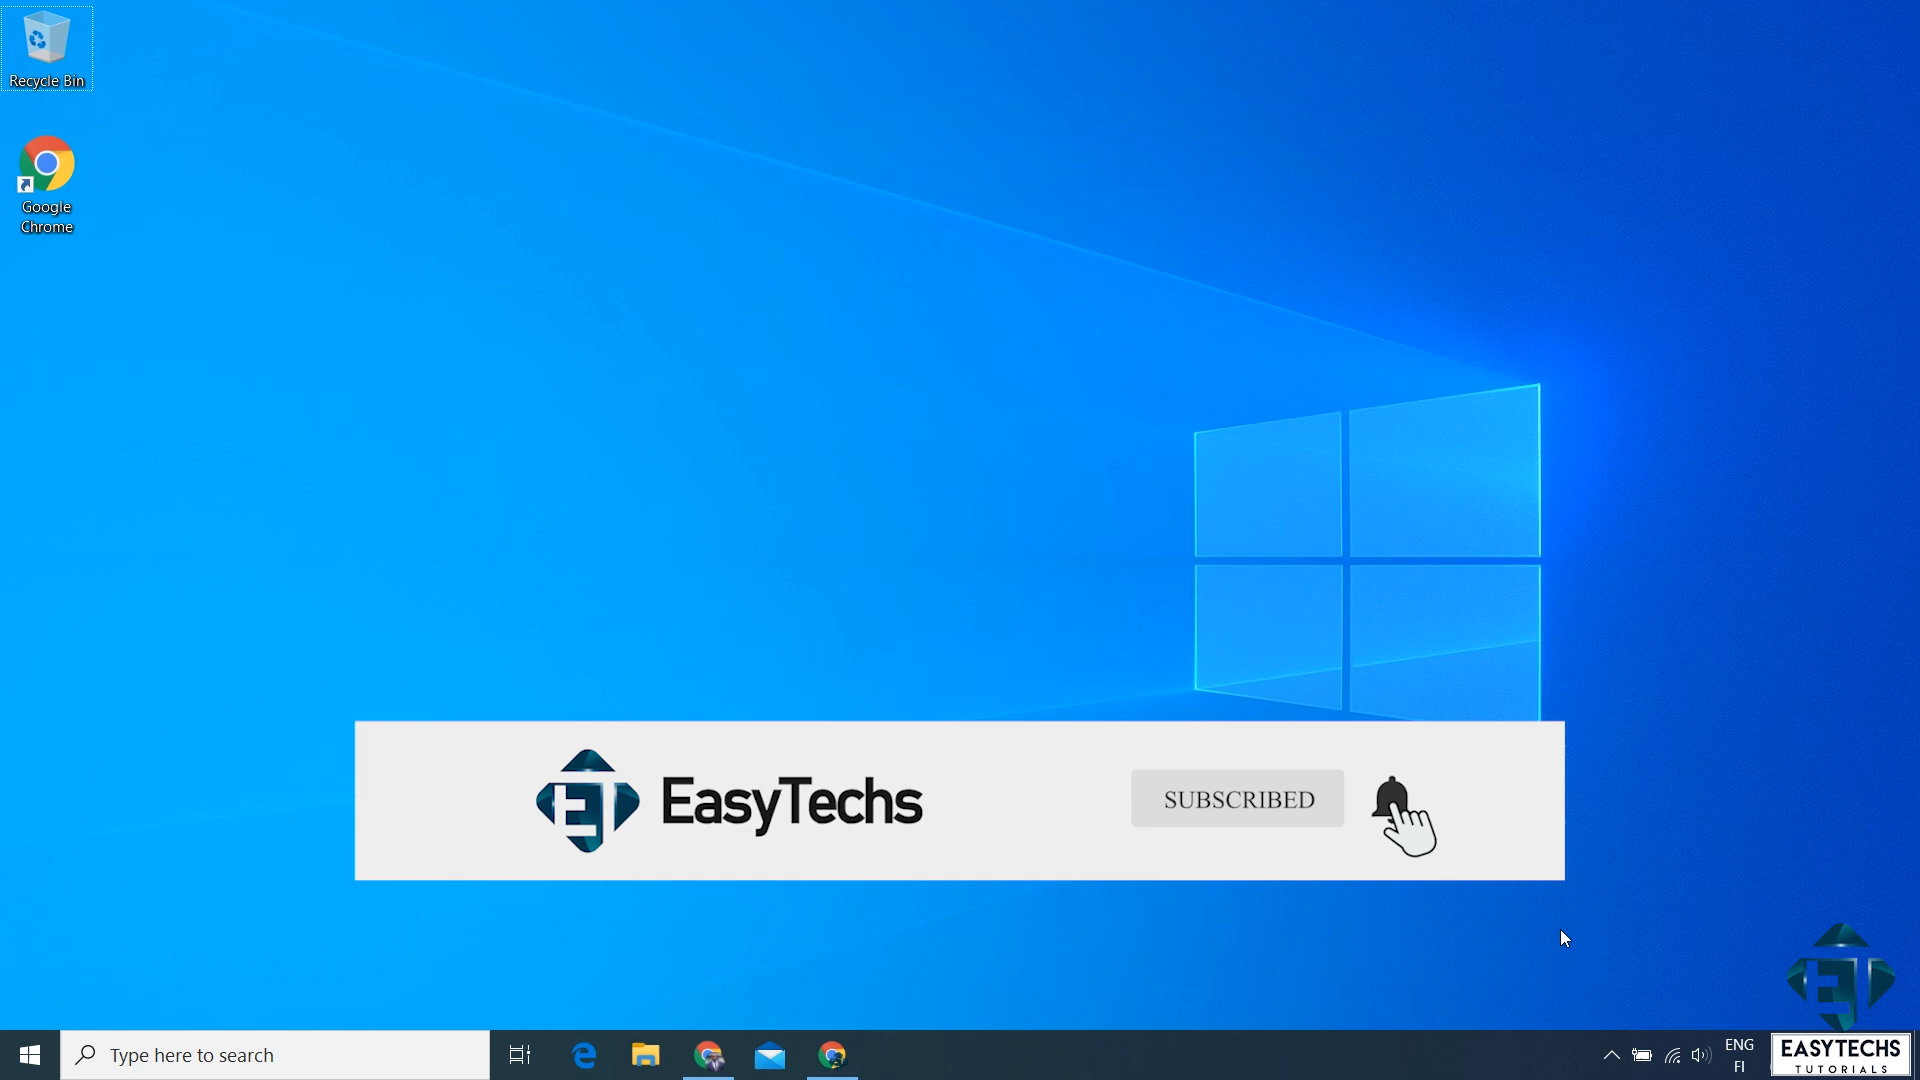 Recycle Bin
Google
Chrome
EasyTechs
SUBSCRIBED
Type here to search
ENG
FI
EASYTECHS
TUTORIALS